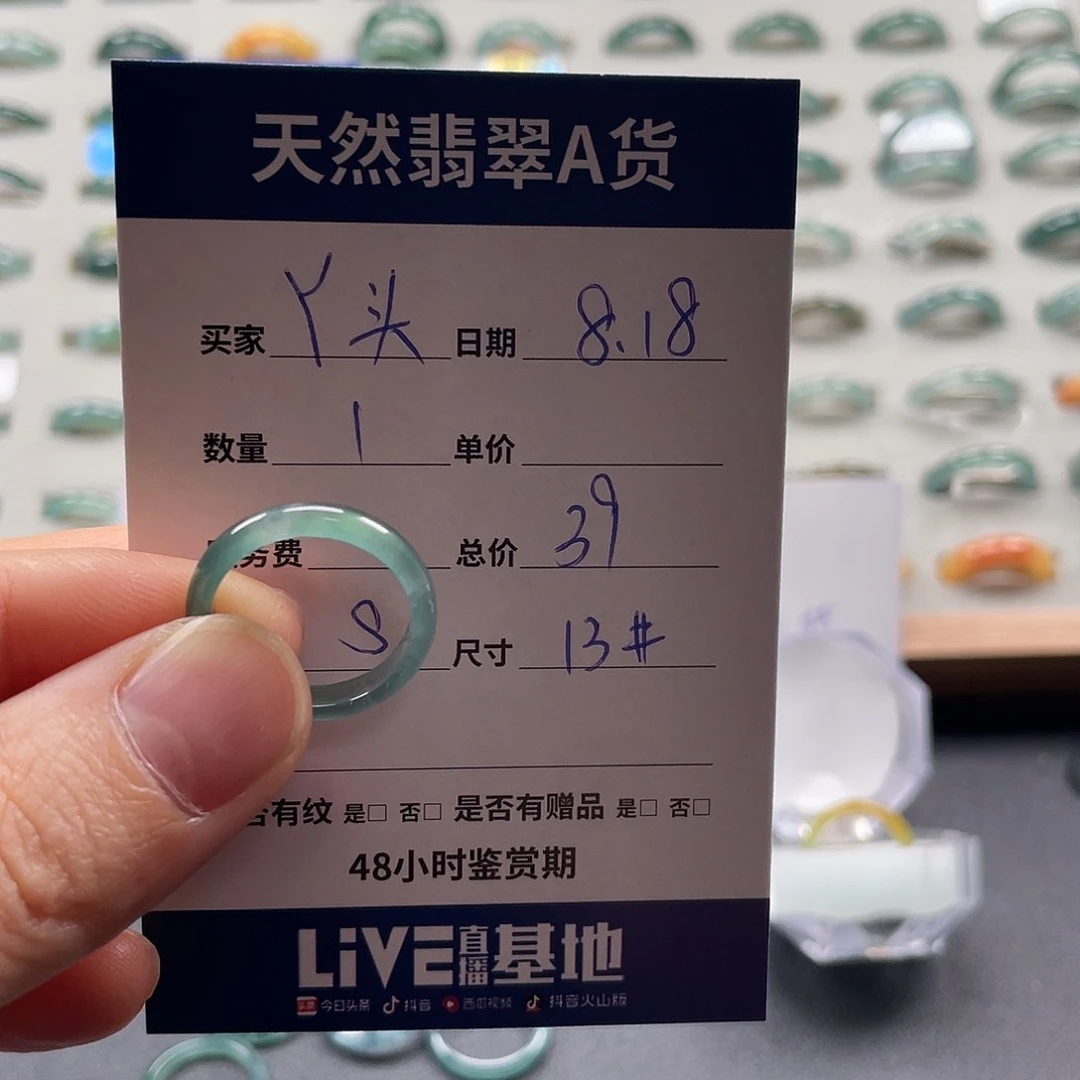 天然翡翠A货
买家 丫头 日期 8.18
数量 1 单价
务费 总价 39
S 尺寸 13#
否有纹 是□ 否□ 是否有赠品 是□ 否□
48小时鉴赏期
LiVE直播基地
头条 今日头条 抖音 西瓜视频 抖音火山版